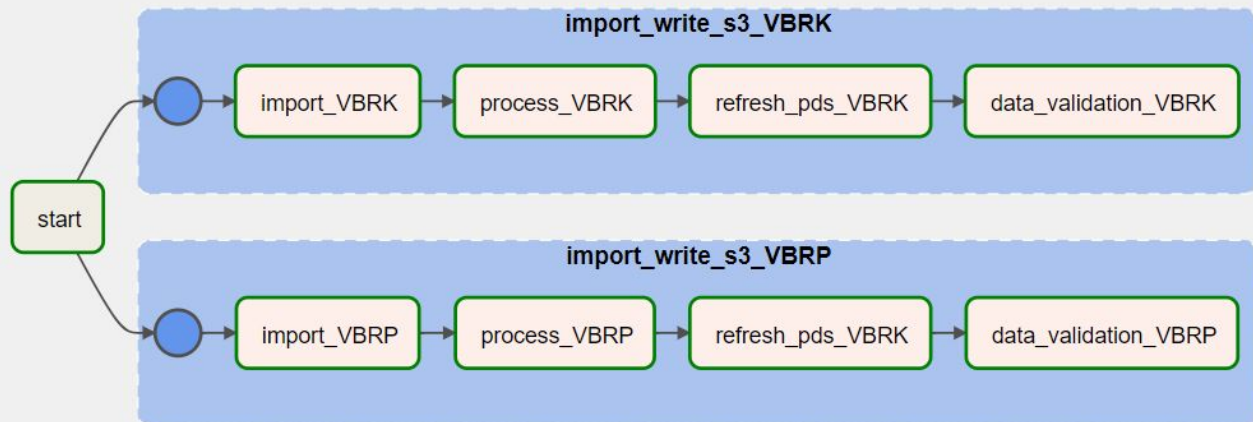 import_write_s3_VBRK
import_VBRK
process_VBRK
refresh_pds_VBRK
data_validation_VBRK
start
import_write_s3_VBRP
import_VBRP
process_VBRP
refresh_pds_VBRK
data_validation_VBRP